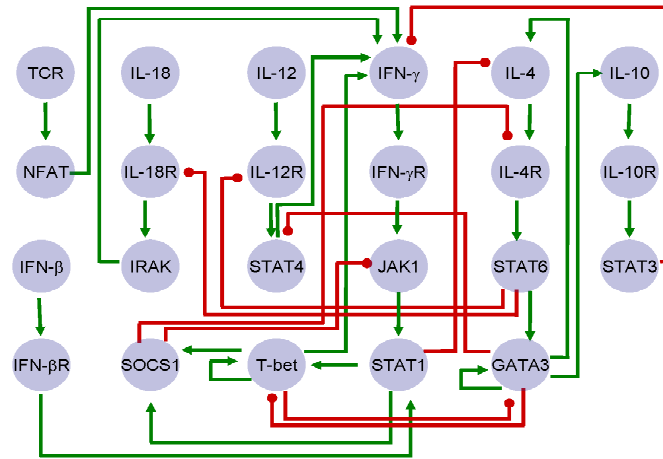 TCR IL-18 IL-12 IFN-γ IL-4 IL-10
NFAT IL-18R IL-12R IFN-γR IL-4R IL-10R
IFN-β IRAK STAT4 JAK1 STAT6 STAT3
IFN-βR SOCS1 T-bet STAT1 GATA3